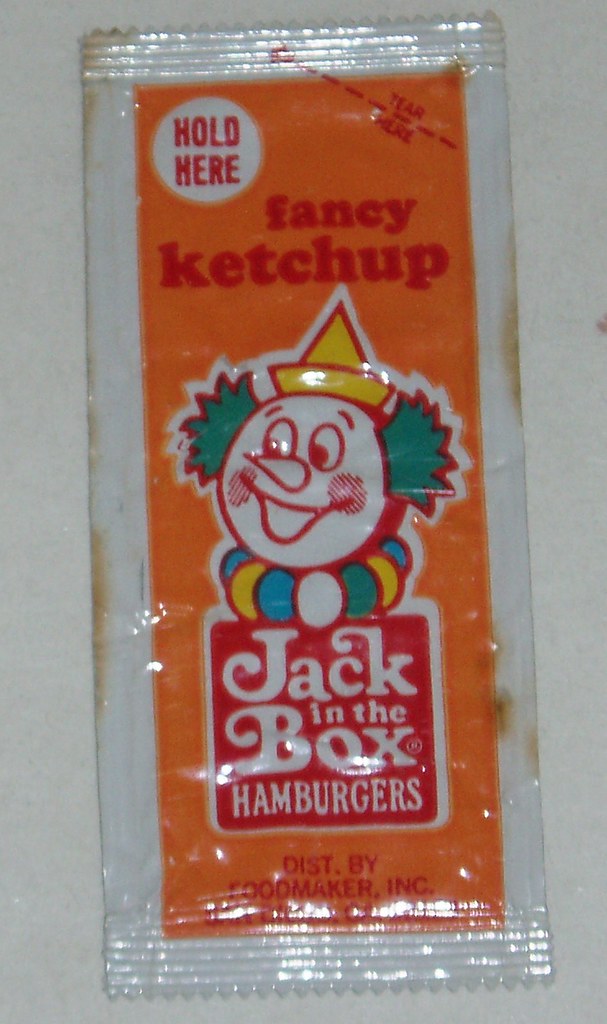 TEAR
HERE
HOLD
HERE
fancy
ketchup
Jack
in the
Box®
HAMBURGERS
DIST. BY
FOODMAKER, INC.